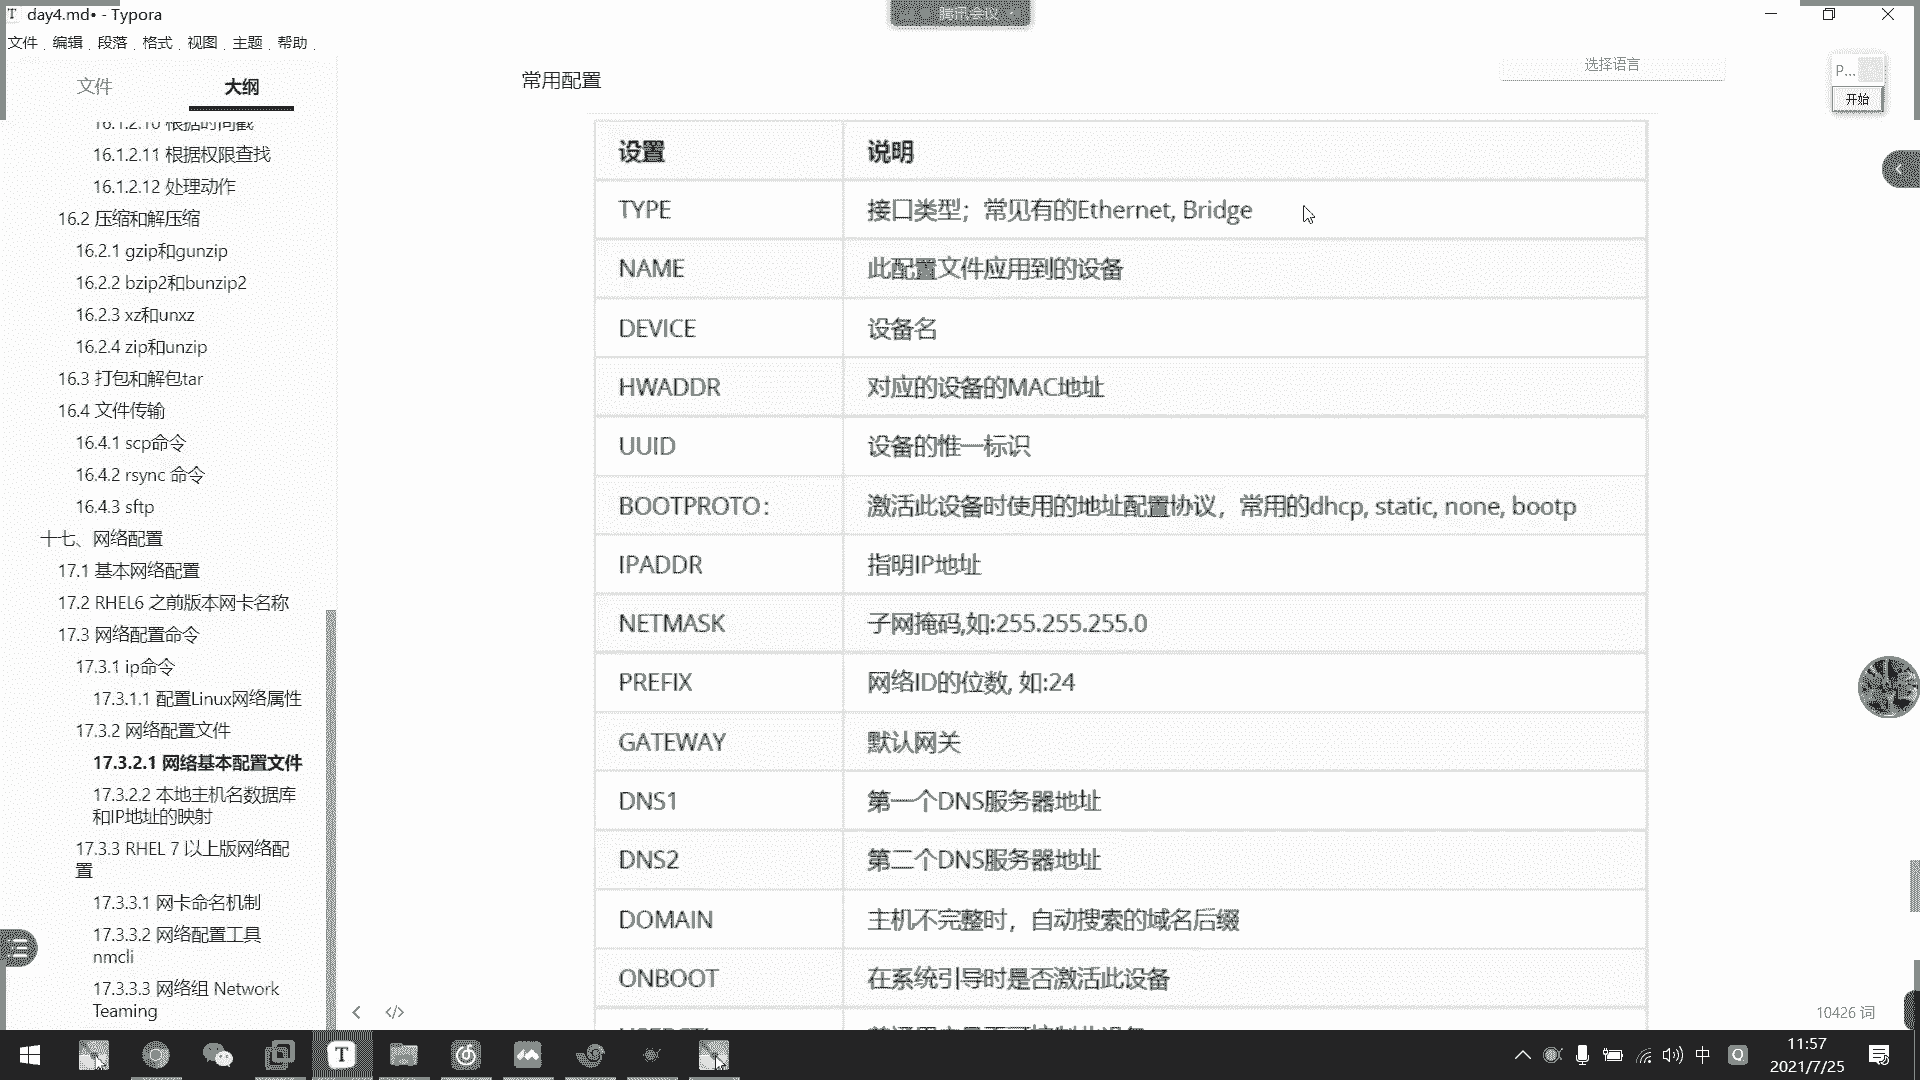 day4.md• - Typora
腾讯会议
文件 编辑 段落 格式 视图 主题 帮助
文件
大纲
16.1.2.10 根据时间戳
16.1.2.11 根据权限查找
16.1.2.12 处理动作
16.2 压缩和解压缩
16.2.1 gzip和gunzip
16.2.2 bzip2和bunzip2
16.2.3 xz和unxz
16.2.4 zip和unzip
16.3 打包和解包tar
16.4 文件传输
16.4.1 scp命令
16.4.2 rsync 命令
16.4.3 sftp
十七、网络配置
17.1 基本网络配置
17.2 RHEL6 之前版本网卡名称
17.3 网络配置命令
17.3.1 ip命令
17.3.1.1 配置Linux网络属性
17.3.2 网络配置文件
17.3.2.1 网络基本配置文件
17.3.2.2 本地主机名数据库
和IP地址的映射
17.3.3 RHEL 7 以上版网络配
置
17.3.3.1 网卡命名机制
17.3.3.2 网络配置工具
nmcli
17.3.3.3 网络组 Network
Teaming
常用配置
选择语言
P...
开始
设置 说明
TYPE 接口类型；常见有的Ethernet, Bridge
NAME 此配置文件应用到的设备
DEVICE 设备名
HWADDR 对应的设备的MAC地址
UUID 设备的惟一标识
BOOTPROTO： 激活此设备时使用的地址配置协议，常用的dhcp, static, none, bootp
IPADDR 指明IP地址
NETMASK 子网掩码,如:255.255.255.0
PREFIX 网络ID的位数, 如:24
GATEWAY 默认网关
DNS1 第一个DNS服务器地址
DNS2 第二个DNS服务器地址
DOMAIN 主机不完整时，自动搜索的域名后缀
ONBOOT 在系统引导时是否激活此设备
10426 词
中
11:57
2021/7/25